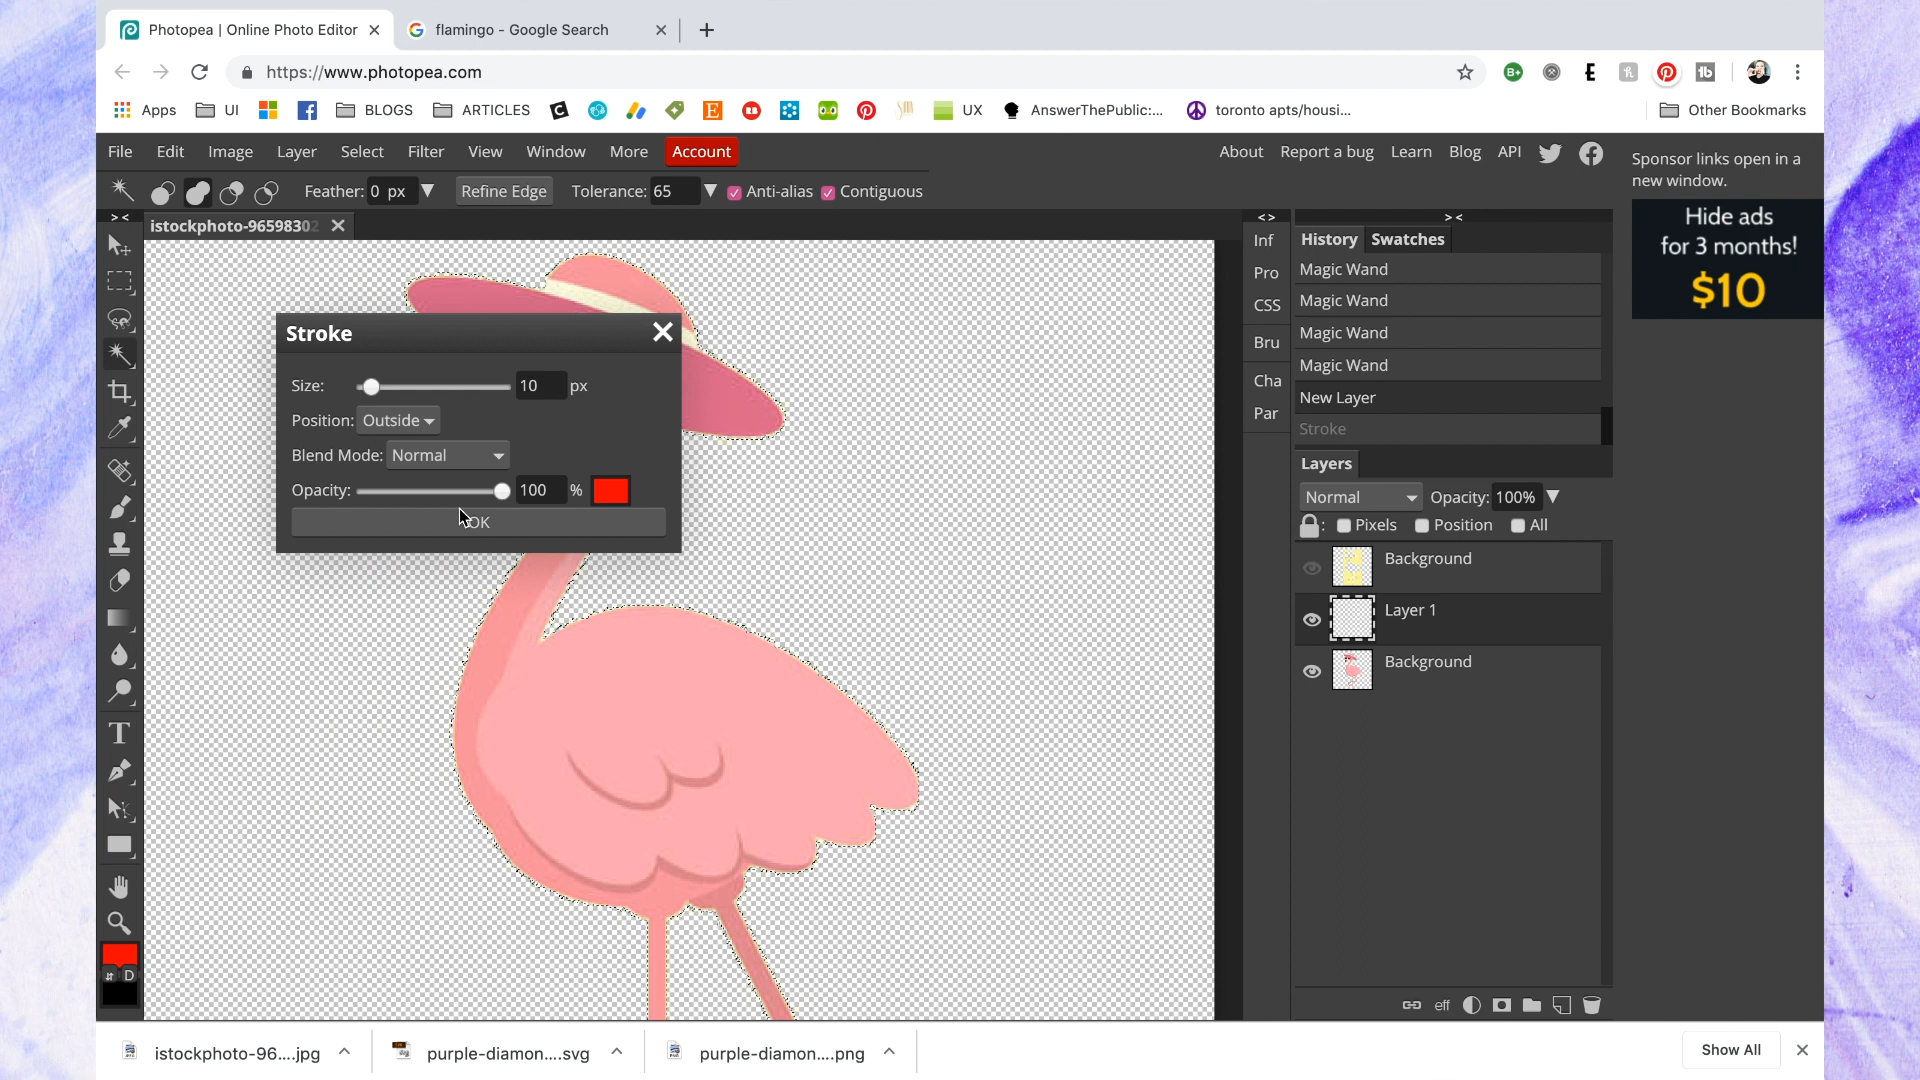 Photopea | Online Photo Editor
flamingo - Google Search
https://www.photopea.com
Apps
UI
BLOGS
ARTICLES
UX
AnswerThePublic:...
toronto apts/housi...
Other Bookmarks
File Edit Image Layer Select Filter View Window More Account
About Report a bug Learn Blog API
Feather: 0 px Refine Edge Tolerance: 65 Anti-alias Contiguous
Sponsor links open in a
new window.
Hide ads
for 3 months!
$10
> <
istockphoto-96598302
< >
> <
Inf
Pro
CSS
Bru
Cha
Par
History Swatches
Magic Wand
Magic Wand
Magic Wand
Magic Wand
New Layer
Stroke
Stroke
Size: 10 px
Position: Outside
Blend Mode: Normal
Opacity: 100 %
OK
Layers
Normal Opacity: 100%
: Pixels Position All
Background
Layer 1
Background
T
D
eff
istockphoto-96....jpg
purple-diamon....svg
purple-diamon....png
Show All